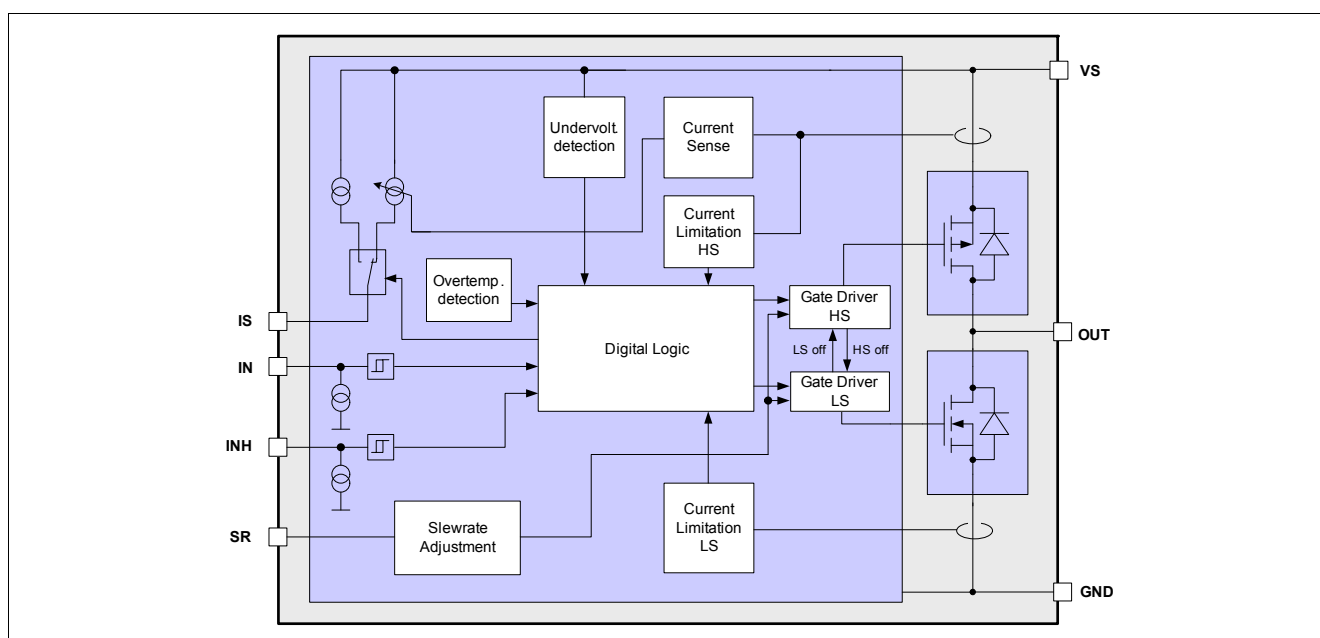 VS
Undervolt.
detection
Current
Sense
Current
Limitation
HS
Overtemp.
detection
Gate Driver
HS
IS
Digital Logic
LS off
HS off
OUT
IN
Gate Driver
LS
INH
Current
Limitation
LS
SR
Slewrate
Adjustment
GND